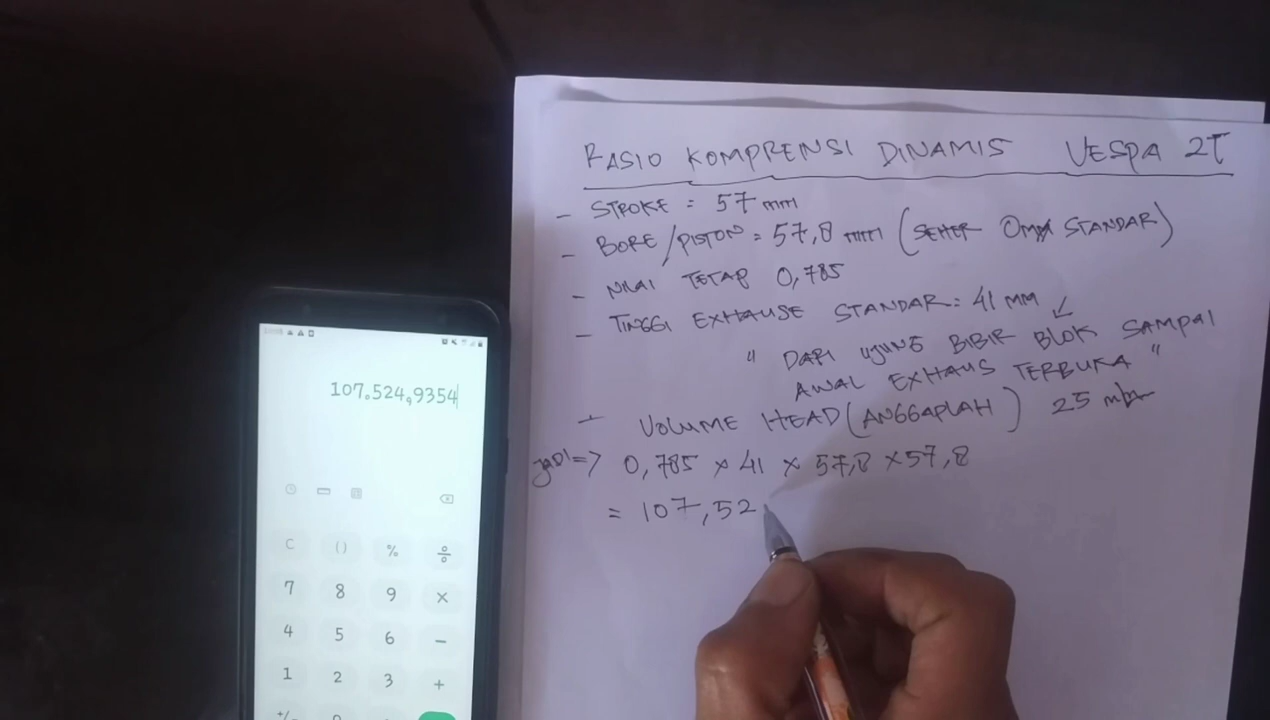 RASIO KOMPRENSI DINAMIS VESPA 2T
- STROKE = 57 mm
- BORE/PISTON = 57,8 mm (SEHER OMX STANDAR)
- NILAI TETAP 0,785
- TINGGI EXHAUSE STANDAR: 41 MM
" DARI UJUNG BIBIR BLOK SAMPAI
AWAL EXHAUS TERBUKA "
- VOLUME HEAD (ANGGAPLAH) 25
JADI => 0,785 × 41 × 57,8 × 57,8
= 107,52
107.524,9354
C () % ÷
7 8 9 ×
4 5 6 −
1 2 3 +